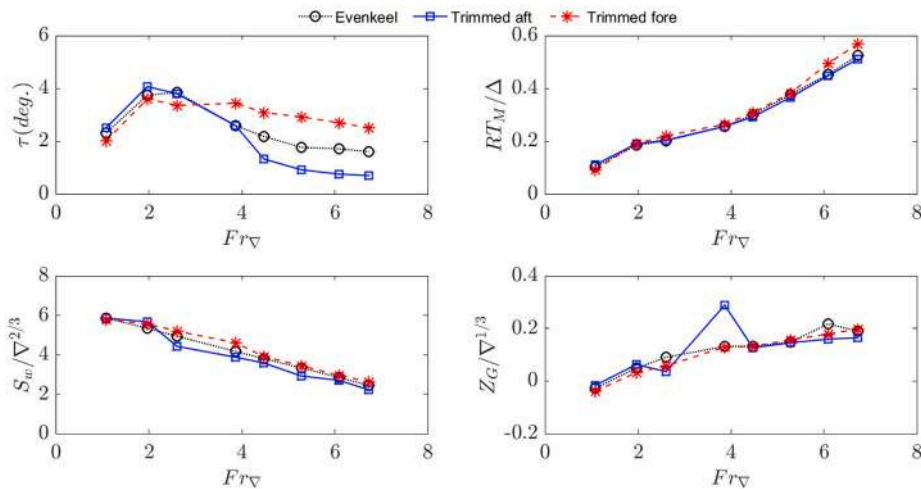 Evenkeel Trimmed aft Trimmed fore
6
4
2
0
τ(deg.)
0 2 4 6 8
Fr∇
0.6
0.4
0.2
0
RT_M/Δ
0 2 4 6 8
Fr∇
8
6
4
2
0
S_w/∇^2/3
0 2 4 6 8
Fr∇
0.4
0.2
0
-0.2
Z_G/∇^1/3
0 2 4 6 8
Fr∇